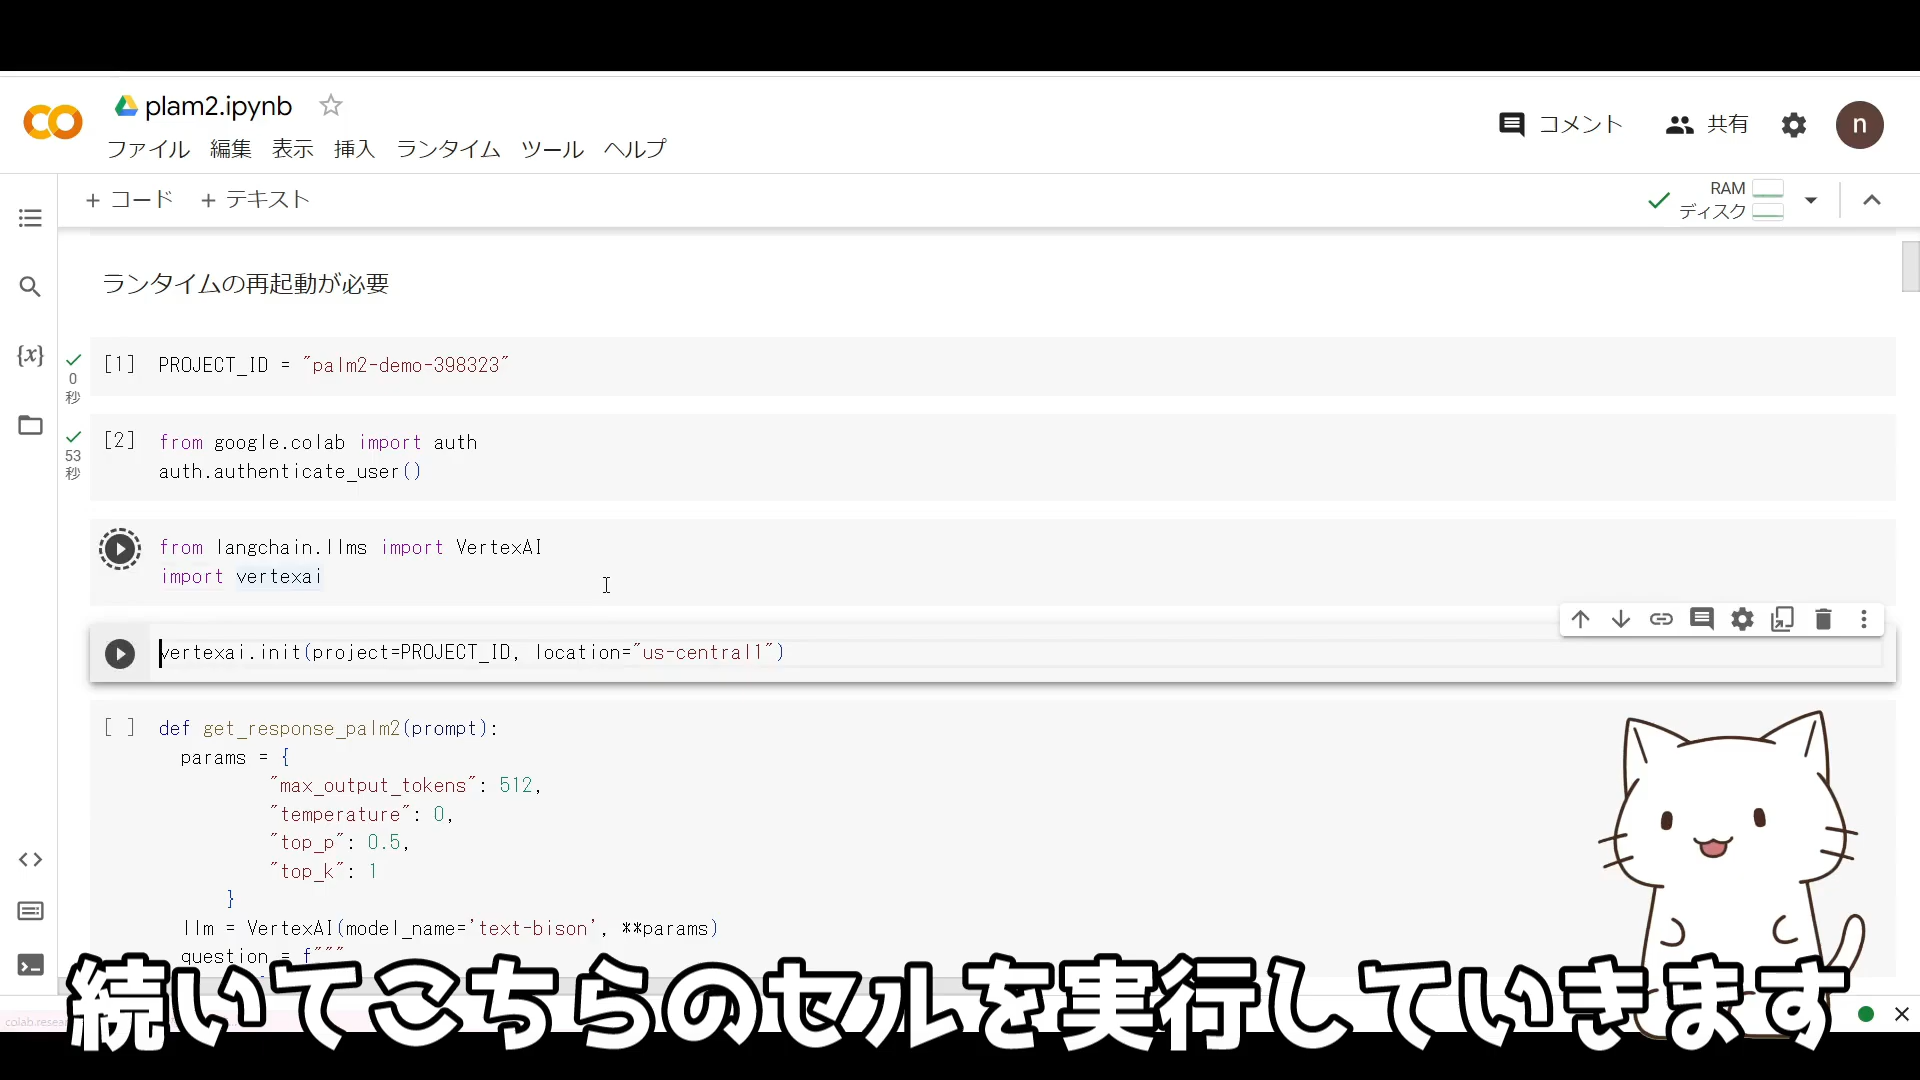 plam2.ipynb
ファイル 編集 表示 挿入 ランタイム ツール ヘルプ
コメント 共有 n
+ コード + テキスト
RAM
ディスク
ランタイムの再起動が必要
[1] PROJECT_ID = "palm2-demo-398323"
0
秒
[2] from google.colab import auth
auth.authenticate_user()
53
秒
from langchain.llms import VertexAI
import vertexai
vertexai.init(project=PROJECT_ID, location="us-central1")
[ ] def get_response_palm2(prompt):
params = {
"max_output_tokens": 512,
"temperature": 0,
"top_p": 0.5,
"top_k": 1
}
llm = VertexAI(model_name='text-bison', **params)
question = f"""
続いてこちらのセルを実行していきます